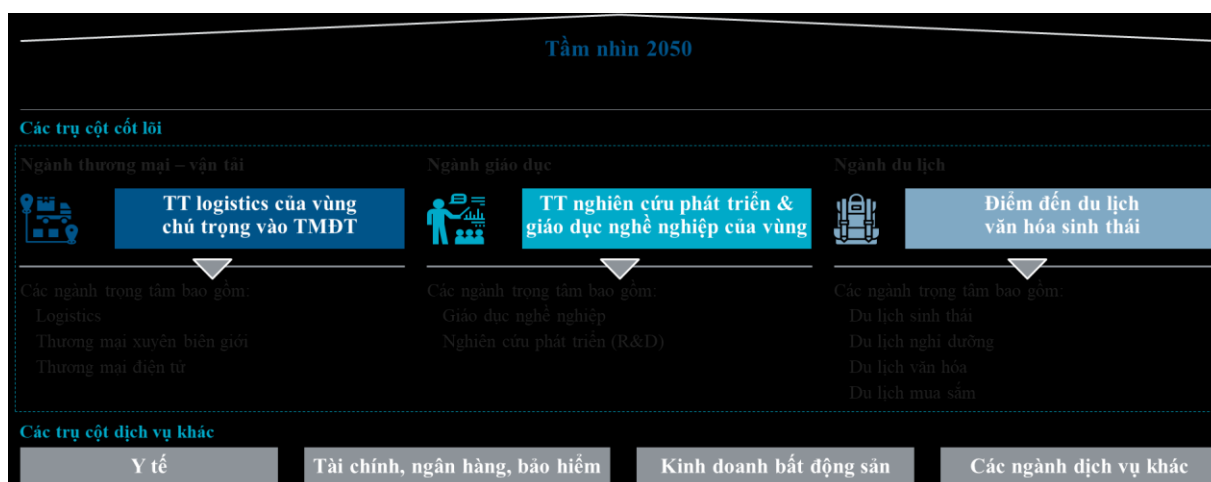 Tầm nhìn 2050
Các trụ cột cốt lõi
Ngành thương mại – vận tải
TT logistics của vùng
chú trọng vào TMĐT
Các ngành trọng tâm bao gồm:
Logistics
Thương mại xuyên biên giới
Thương mại điện tử
Ngành giáo dục
TT nghiên cứu phát triển &
giáo dục nghề nghiệp của vùng
Các ngành trọng tâm bao gồm:
Giáo dục nghề nghiệp
Nghiên cứu phát triển (R&D)
Ngành du lịch
Điểm đến du lịch
văn hóa sinh thái
Các ngành trọng tâm bao gồm:
Du lịch sinh thái
Du lịch nghỉ dưỡng
Du lịch văn hóa
Du lịch mua sắm
Các trụ cột dịch vụ khác
Y tế
Tài chính, ngân hàng, bảo hiểm
Kinh doanh bất động sản
Các ngành dịch vụ khác